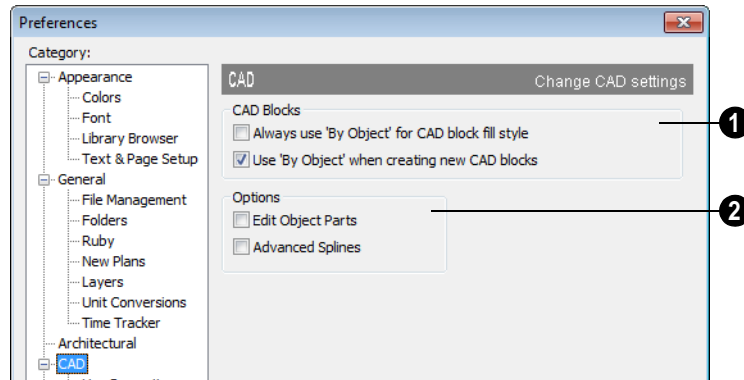 Preferences
Category:
Appearance
Colors
Font
Library Browser
Text & Page Setup
General
File Management
Folders
Ruby
New Plans
Layers
Unit Conversions
Time Tracker
Architectural
CAD
CAD Change CAD settings
CAD Blocks
Always use 'By Object' for CAD block fill style
Use 'By Object' when creating new CAD blocks
1
Options
Edit Object Parts
Advanced Splines
2